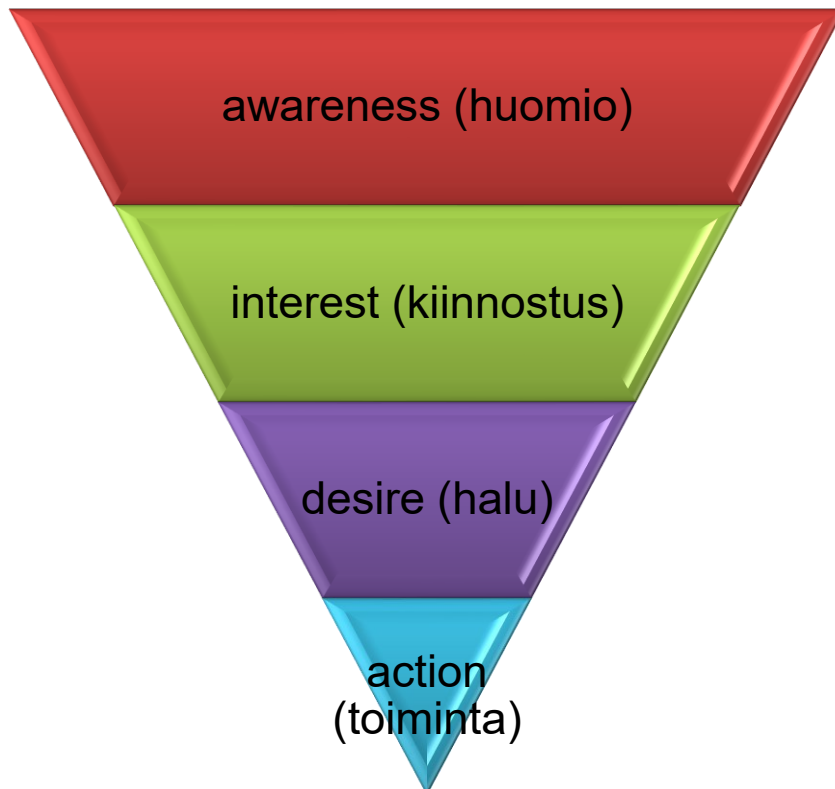 awareness (huomio)
interest (kiinnostus)
desire (halu)
action
(toiminta)